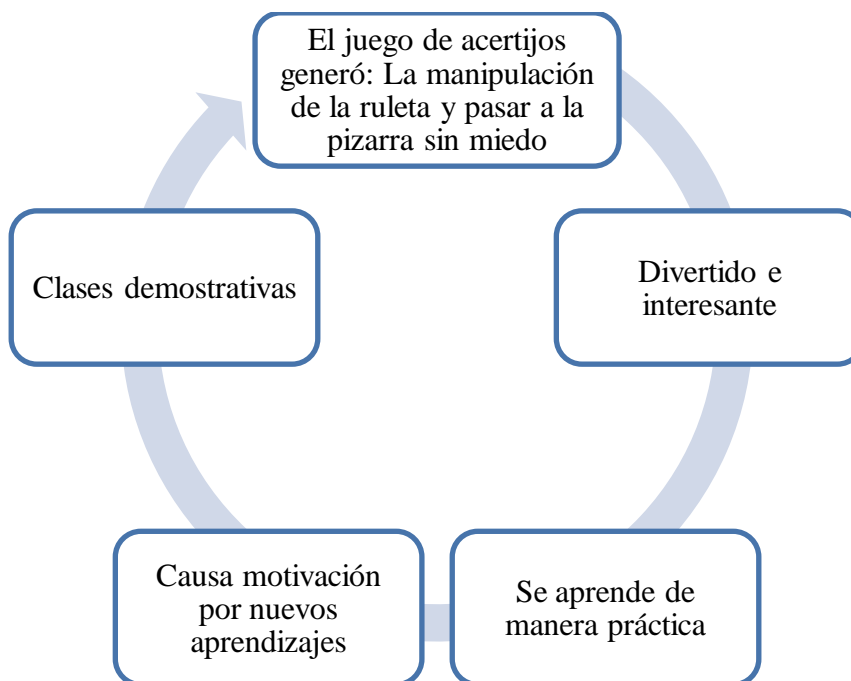 El juego de acertijos
generó: La manipulación
de la ruleta y pasar a la
pizarra sin miedo
Divertido e
interesante
Se aprende de
manera práctica
Causa motivación
por nuevos
aprendizajes
Clases demostrativas